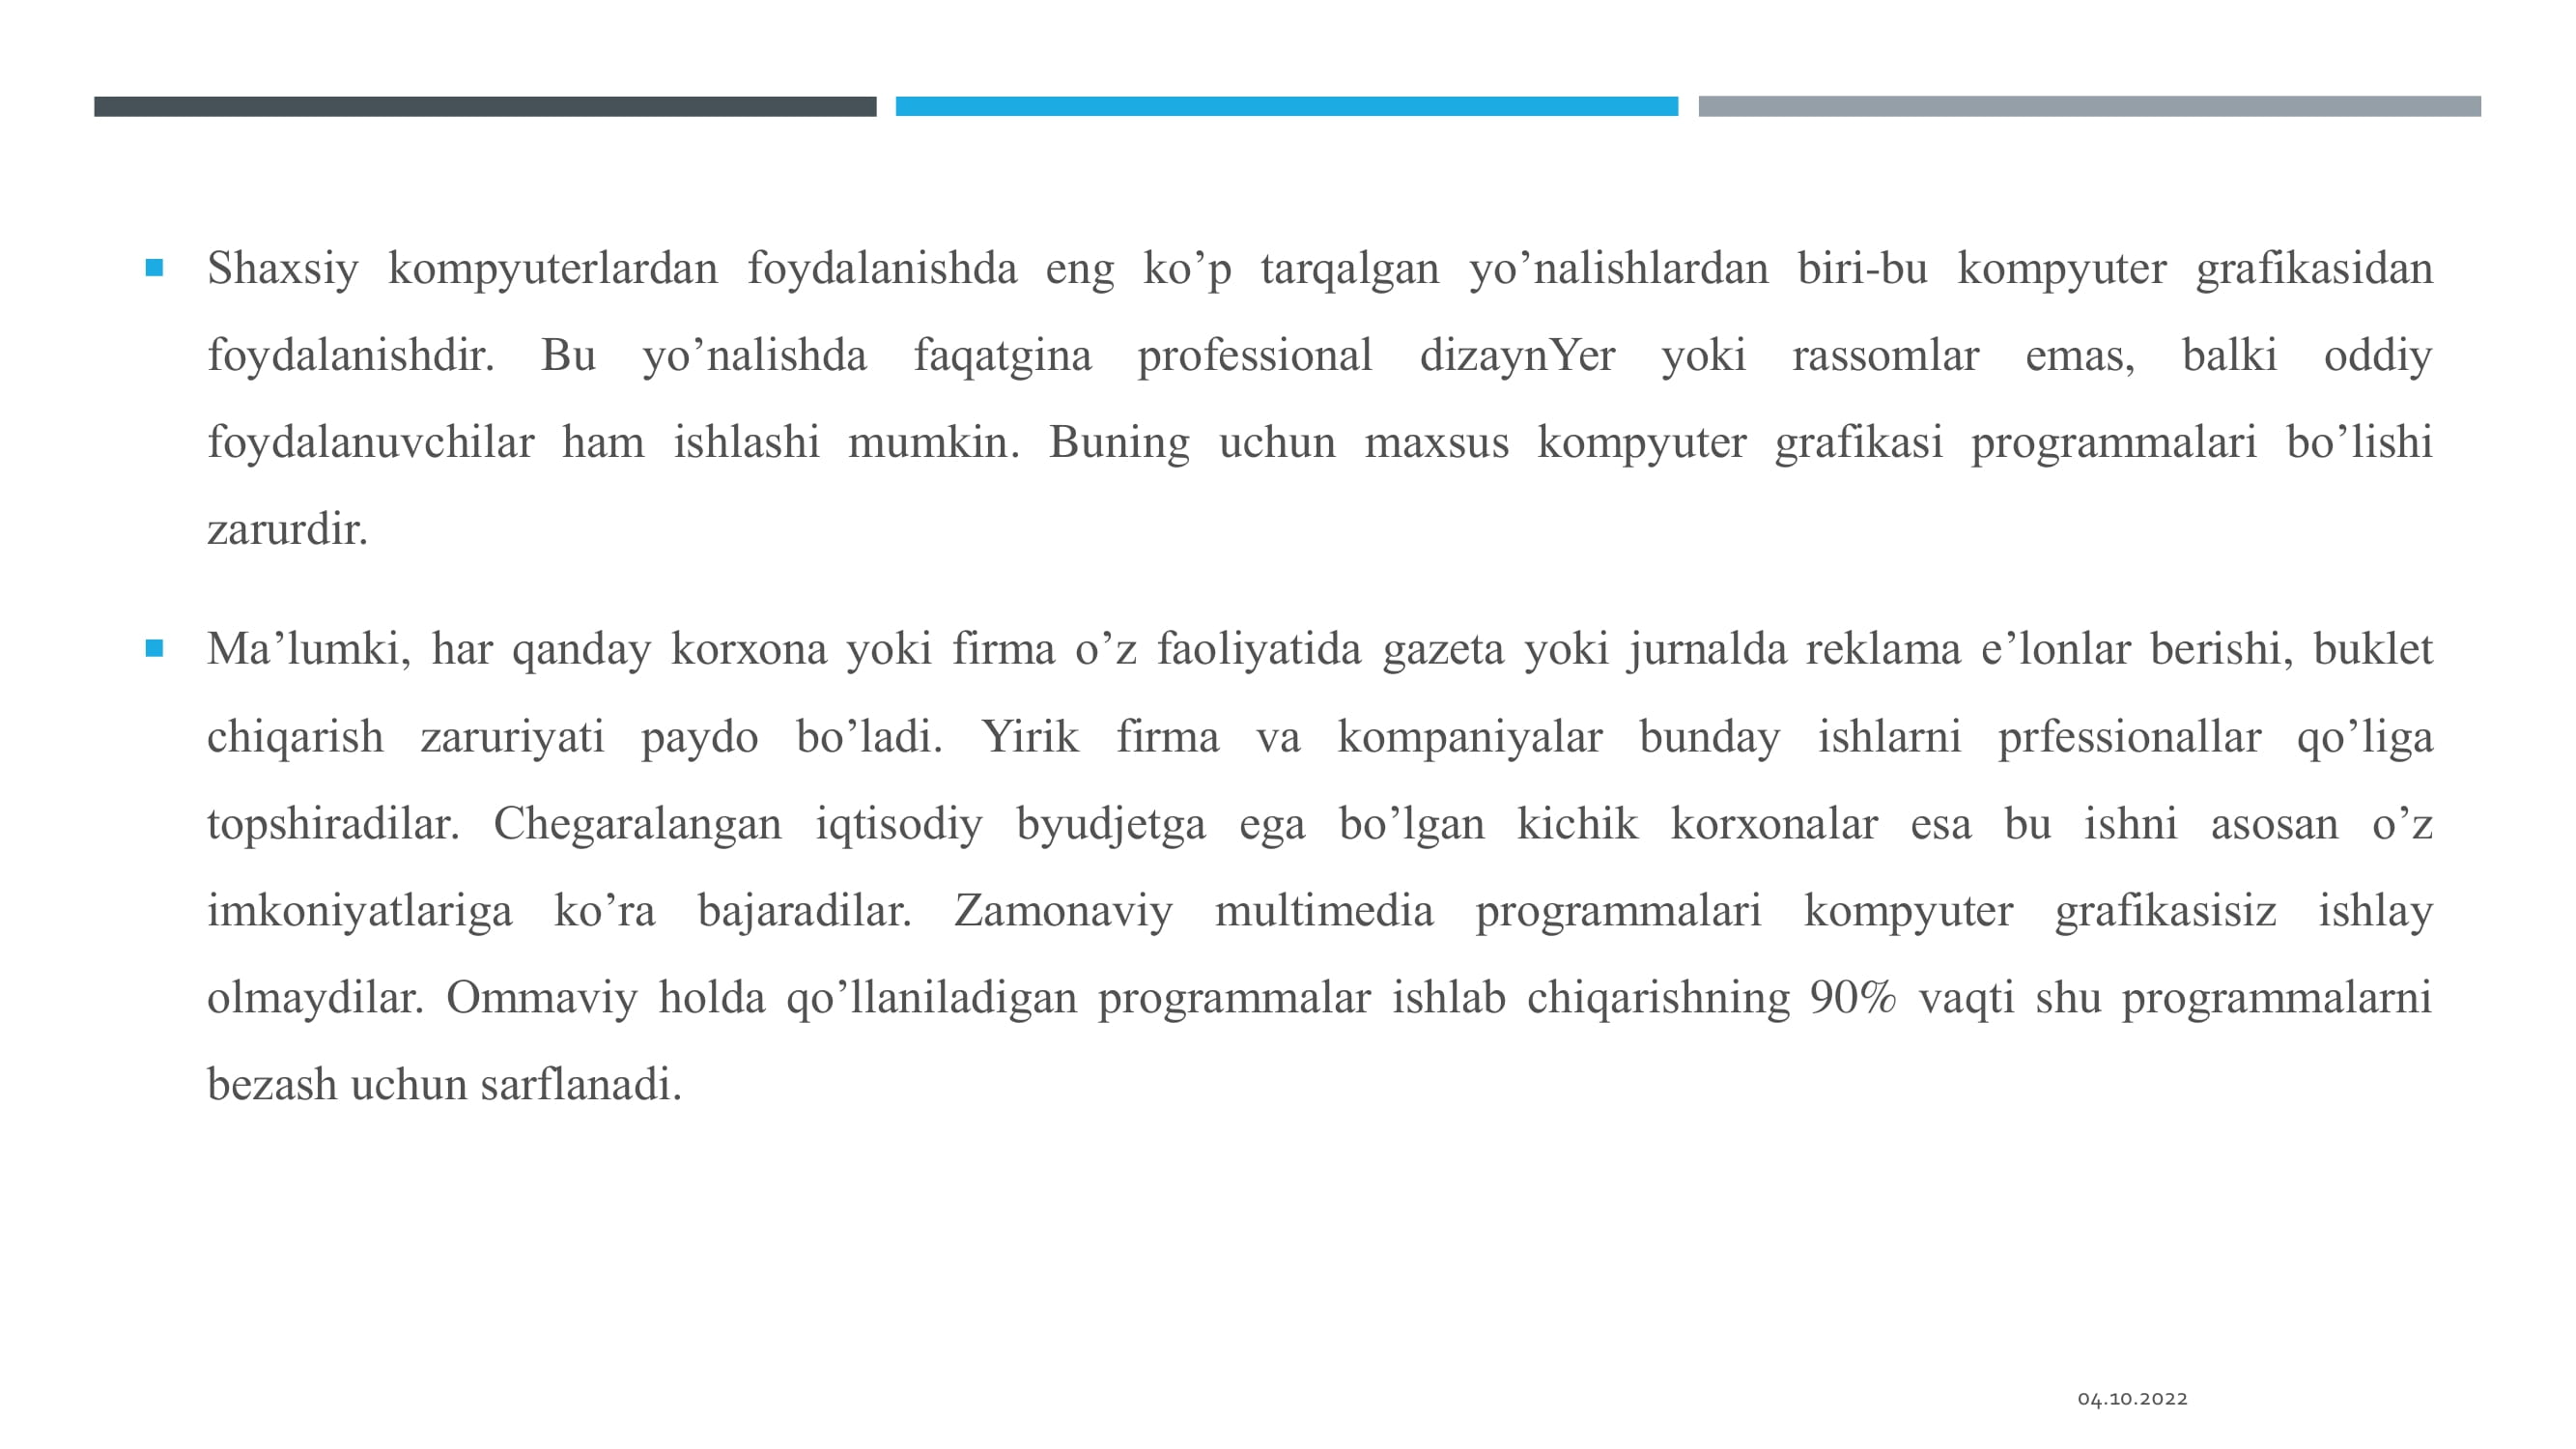 Shaxsiy kompyuterlardan foydalanishda eng ko’p tarqalgan yo’nalishlardan biri-bu kompyuter grafikasidan
foydalanishdir. Bu yo’nalishda faqatgina professional dizaynYer yoki rassomlar emas, balki oddiy
foydalanuvchilar ham ishlashi mumkin. Buning uchun maxsus kompyuter grafikasi programmalari bo’lishi
zarurdir.
Ma’lumki, har qanday korxona yoki firma o’z faoliyatida gazeta yoki jurnalda reklama e’lonlar berishi, buklet
chiqarish zaruriyati paydo bo’ladi. Yirik firma va kompaniyalar bunday ishlarni prfessionallar qo’liga
topshiradilar. Chegaralangan iqtisodiy byudjetga ega bo’lgan kichik korxonalar esa bu ishni asosan o’z
imkoniyatlariga ko’ra bajaradilar. Zamonaviy multimedia programmalari kompyuter grafikasisiz ishlay
olmaydilar. Ommaviy holda qo’llaniladigan programmalar ishlab chiqarishning 90% vaqti shu programmalarni
bezash uchun sarflanadi.
04.10.2022